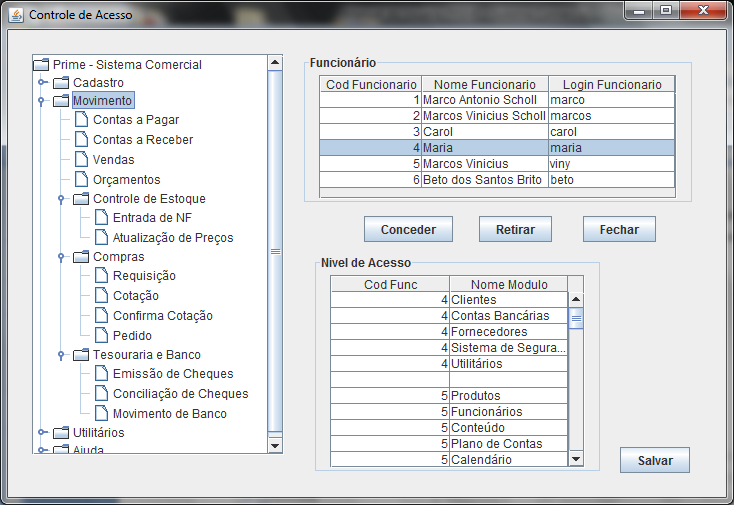 Controle de Acesso
Prime - Sistema Comercial
Cadastro
Movimento
Contas a Pagar
Contas a Receber
Vendas
Orçamentos
Controle de Estoque
Entrada de NF
Atualização de Preços
Compras
Requisição
Cotação
Confirma Cotação
Pedido
Tesouraria e Banco
Emissão de Cheques
Conciliação de Cheques
Movimento de Banco
Utilitários
Ajuda
Funcionário
Cod Funcionario Nome Funcionario Login Funcionario
1 Marco Antonio Scholl marco
2 Marcos Vinicius Scholl marcos
3 Carol carol
4 Maria maria
5 Marcos Vinicius viny
6 Beto dos Santos Brito beto
Conceder Retirar Fechar
Nivel de Acesso
Cod Func Nome Modulo
4 Clientes
4 Contas Bancárias
4 Fornecedores
4 Sistema de Segura...
4 Utilitários
5 Produtos
5 Funcionários
5 Conteúdo
5 Plano de Contas
5 Calendário
Salvar